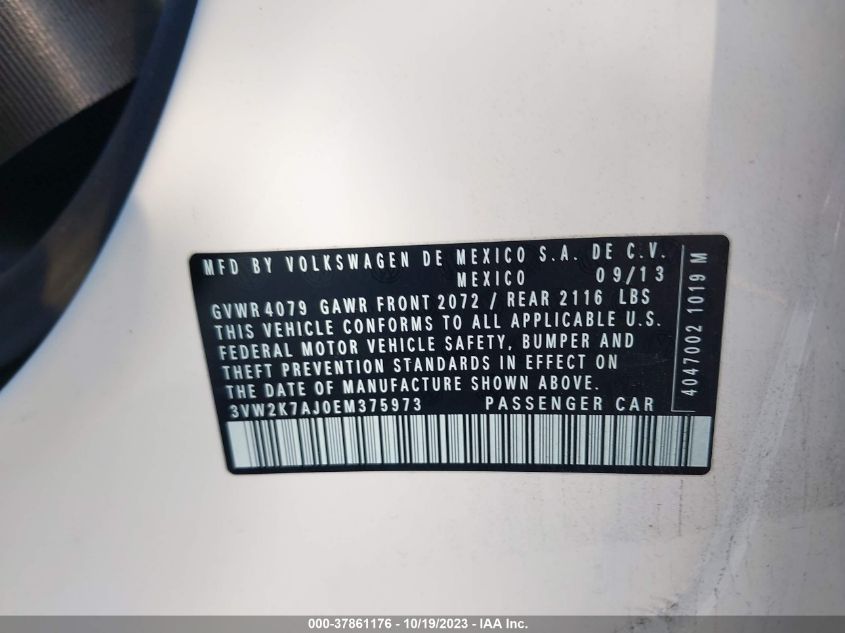 MFD BY VOLKSWAGEN DE MEXICO S.A. DE C.V.
MEXICO 09/13
GVWR 4079 GAWR FRONT 2072 / REAR 2116 LBS
THIS VEHICLE CONFORMS TO ALL APPLICABLE U.S.
FEDERAL MOTOR VEHICLE SAFETY, BUMPER AND
THEFT PREVENTION STANDARDS IN EFFECT ON
THE DATE OF MANUFACTURE SHOWN ABOVE.
3VW2K7AJ0EM375973 PASSENGER CAR
4047002 1019 M
000-37861176 - 10/19/2023 - IAA Inc.